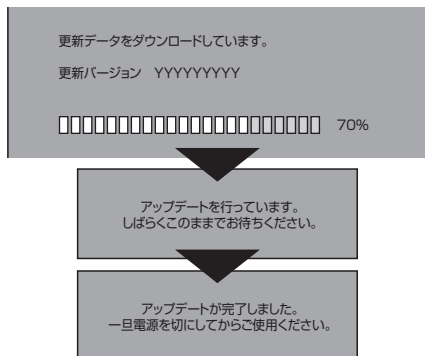 更新データをダウンロードしています。
更新バージョン　YYYYYYYYY
70%
アップデートを行っています。
しばらくこのままでお待ちください。
アップデートが完了しました。
一旦電源を切にしてからご使用ください。